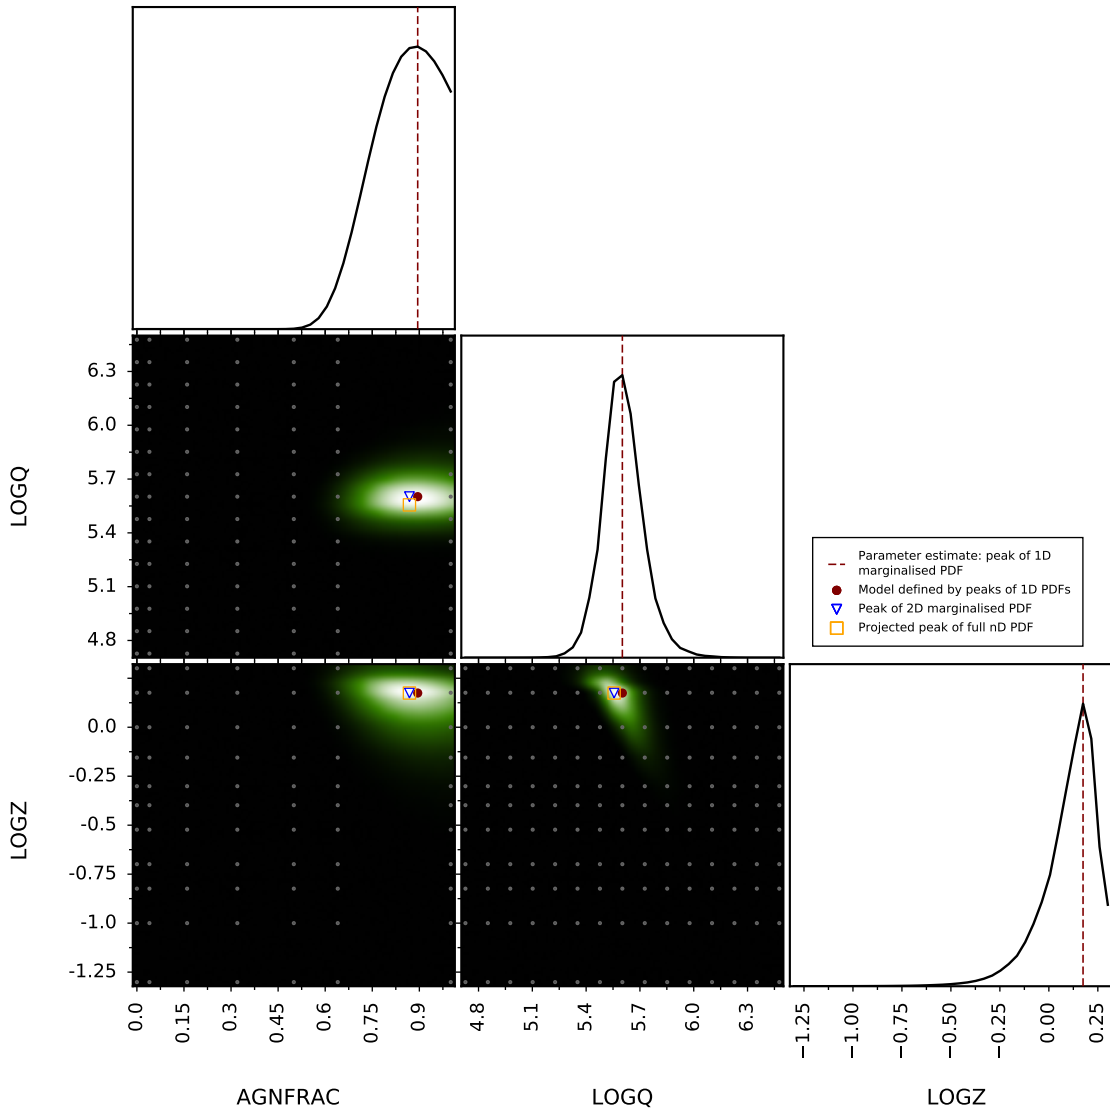 6.3
6.0
5.7
5.4
5.1
4.8
LOGQ
Parameter estimate: peak of 1D
marginalised PDF
Model defined by peaks of 1D PDFs
Peak of 2D marginalised PDF
Projected peak of full nD PDF
0.0
-0.25
-0.5
-0.75
-1.0
-1.25
LOGZ
0.0 0.15 0.3 0.45 0.6 0.75 0.9
4.8 5.1 5.4 5.7 6.0 6.3
−1.25 −1.00 −0.75 −0.50 −0.25 0.00 0.25
AGNFRAC LOGQ LOGZ